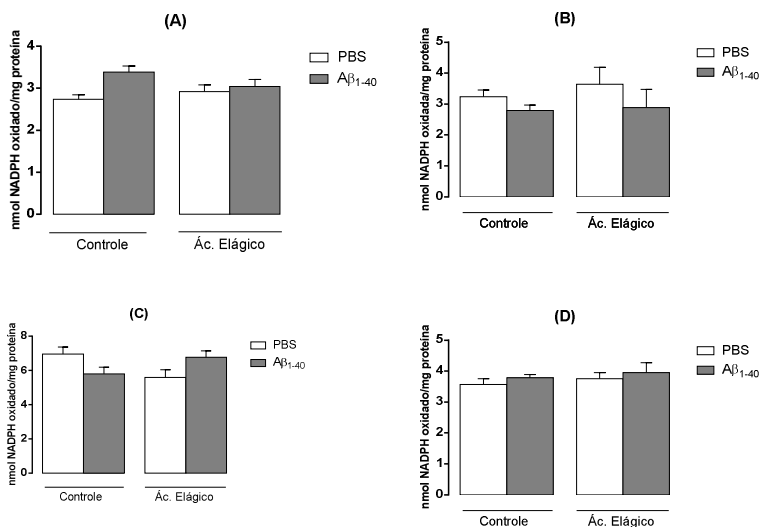 (A)
nmol NADPH oxidado/mg proteína
4
3
2
1
0
PBS
Aβ1-40
Controle
Ác. Elágico
(B)
nmol NADPH oxidada/mg proteína
5
4
3
2
1
0
PBS
Aβ1-40
Controle
Ác. Elágico
(C)
nmol NADPH oxidado/mg proteína
8
6
4
2
0
PBS
Aβ1-40
Controle
Ác. Elágico
(D)
nmol NADPH oxidado/mg proteína
5
4
3
2
1
0
PBS
Aβ1-40
Controle
Ác. Elágico